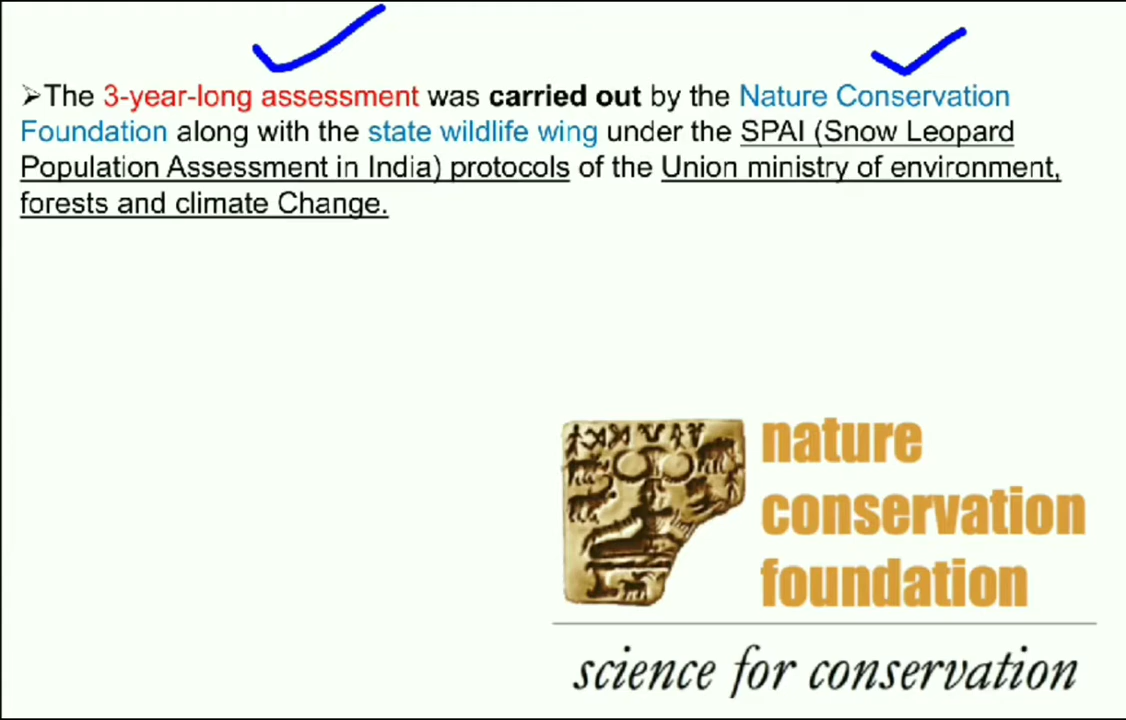 ➢The 3-year-long assessment was carried out by the Nature Conservation
Foundation along with the state wildlife wing under the SPAI (Snow Leopard
Population Assessment in India) protocols of the Union ministry of environment,
forests and climate Change.
nature
conservation
foundation
science for conservation